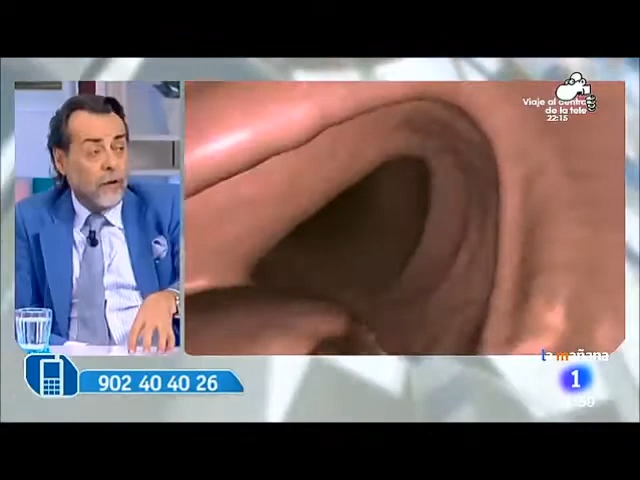 Viaje al centro
de la tele
22:15
la mañana
1
902 40 40 26